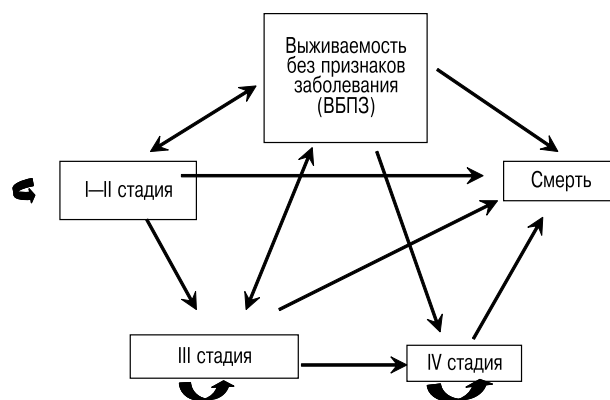 Выживаемость
без признаков
заболевания
(ВБПЗ)
I—II стадия
Смерть
III стадия
IV стадия